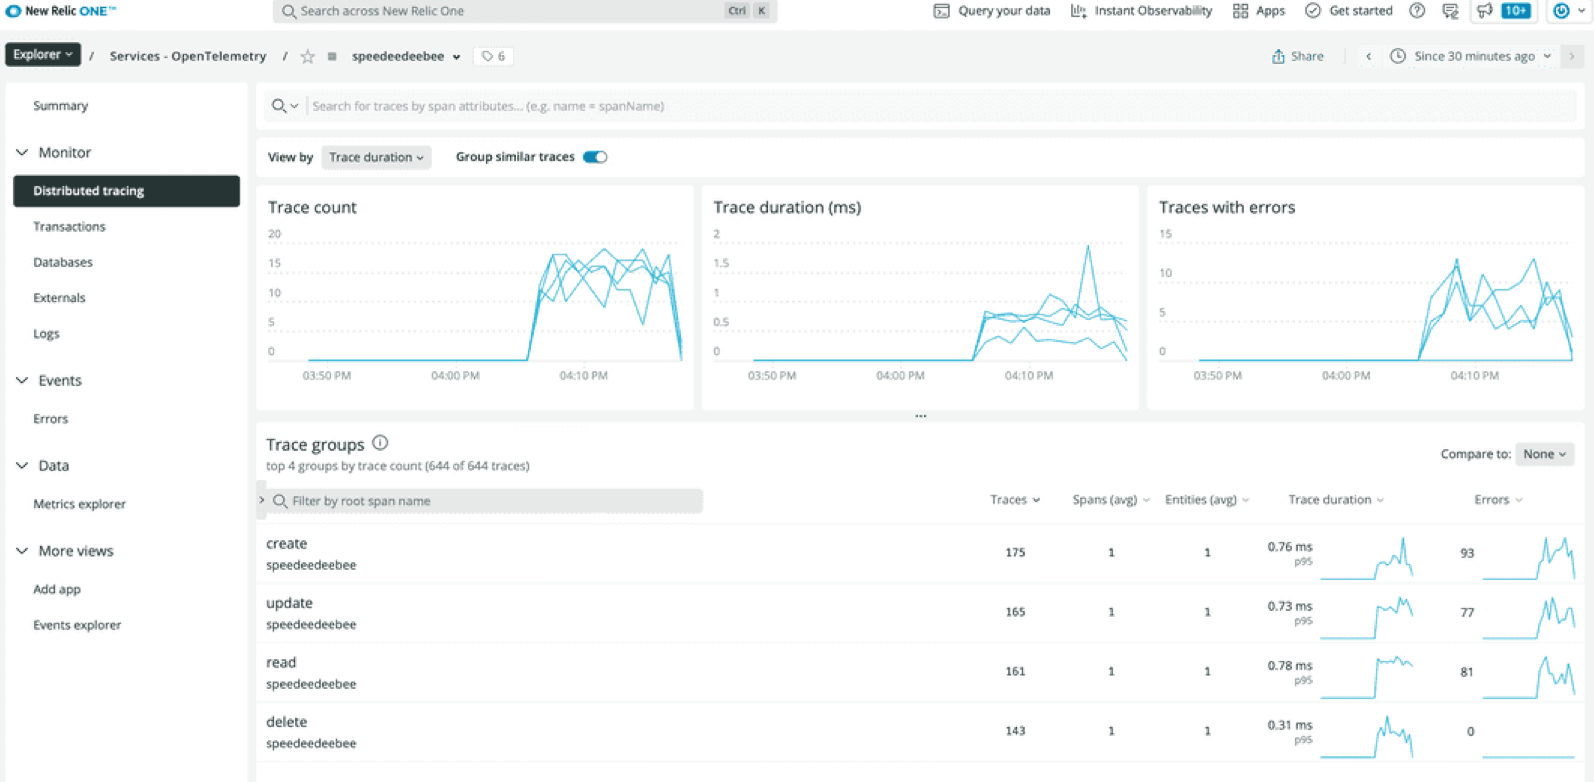 New Relic ONE™
Search across New Relic One Ctrl K
Query your data Instant Observability Apps Get started 10+
Explorer / Services - OpenTelemetry / speedeedeebee 6
Share Since 30 minutes ago
Summary
Monitor
Distributed tracing
Transactions
Databases
Externals
Logs
Events
Errors
Data
Metrics explorer
More views
Add app
Events explorer
Search for traces by span attributes... (e.g. name = spanName)
View by Trace duration Group similar traces
Trace count
20
15
10
5
0
03:50 PM 04:00 PM 04:10 PM
Trace duration (ms)
2
1.5
1
0.5
0
03:50 PM 04:00 PM 04:10 PM
Traces with errors
15
10
5
0
03:50 PM 04:00 PM 04:10 PM
...
Trace groups
top 4 groups by trace count (644 of 644 traces)
Compare to: None
Filter by root span name
Traces Spans (avg) Entities (avg) Trace duration Errors
create
speedeedeebee
175 1 1 0.76 ms 93
p95
update
speedeedeebee
165 1 1 0.73 ms 77
p95
read
speedeedeebee
161 1 1 0.78 ms 81
p95
delete
speedeedeebee
143 1 1 0.31 ms 0
p95